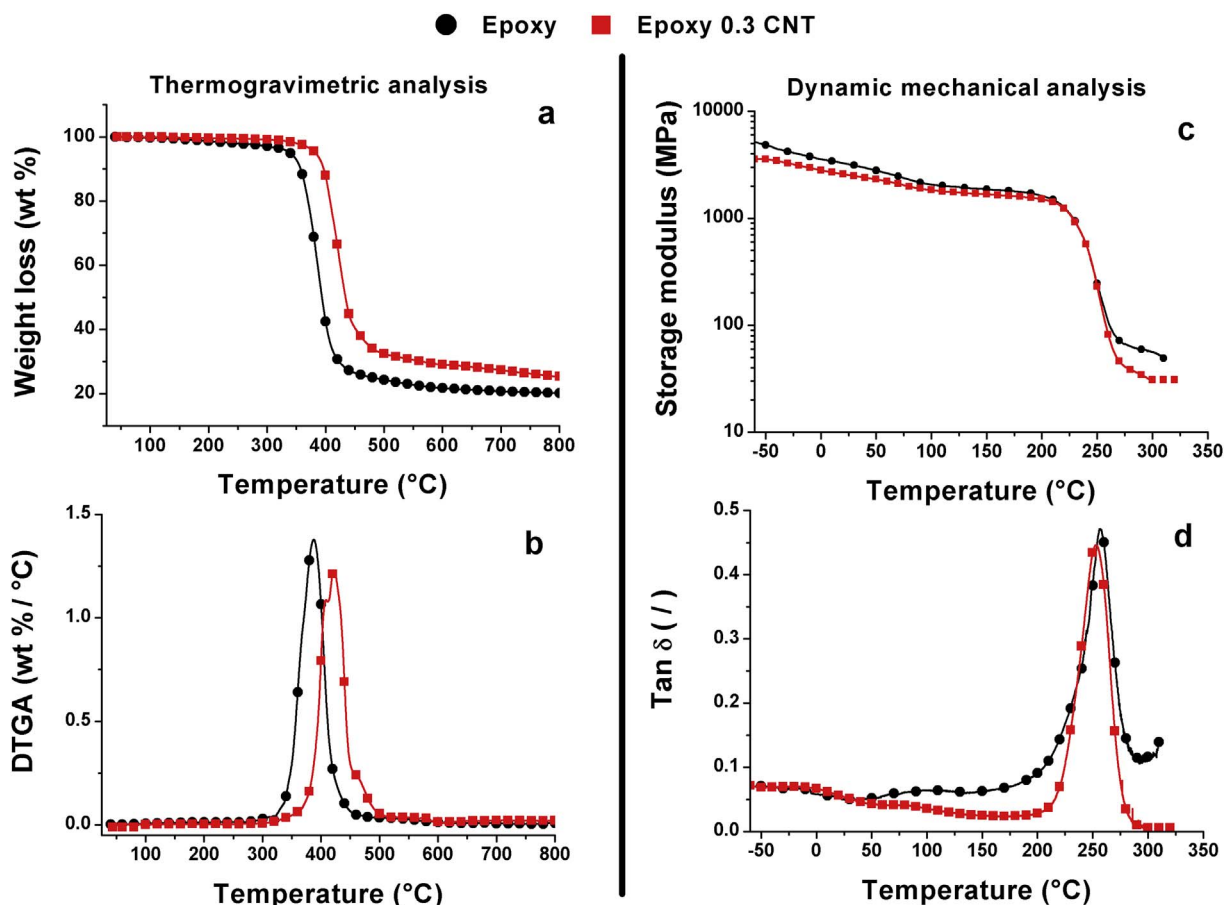 Epoxy Epoxy 0.3 CNT
Thermogravimetric analysis
a
Weight loss (wt %)
100
80
60
40
20
100 200 300 400 500 600 700 800
Temperature (°C)
b
DTGA (wt % / °C)
1.5
1.0
0.5
0.0
100 200 300 400 500 600 700 800
Temperature (°C)
Dynamic mechanical analysis
c
Storage modulus (MPa)
10000
1000
100
10
-50 0 50 100 150 200 250 300 350
Temperature (°C)
d
Tan δ ( / )
0.5
0.4
0.3
0.2
0.1
0.0
-50 0 50 100 150 200 250 300 350
Temperature (°C)